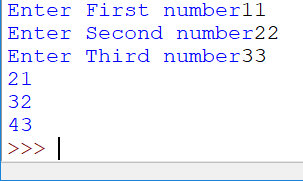 Enter First number11
Enter Second number22
Enter Third number33
21
32
43
>>>